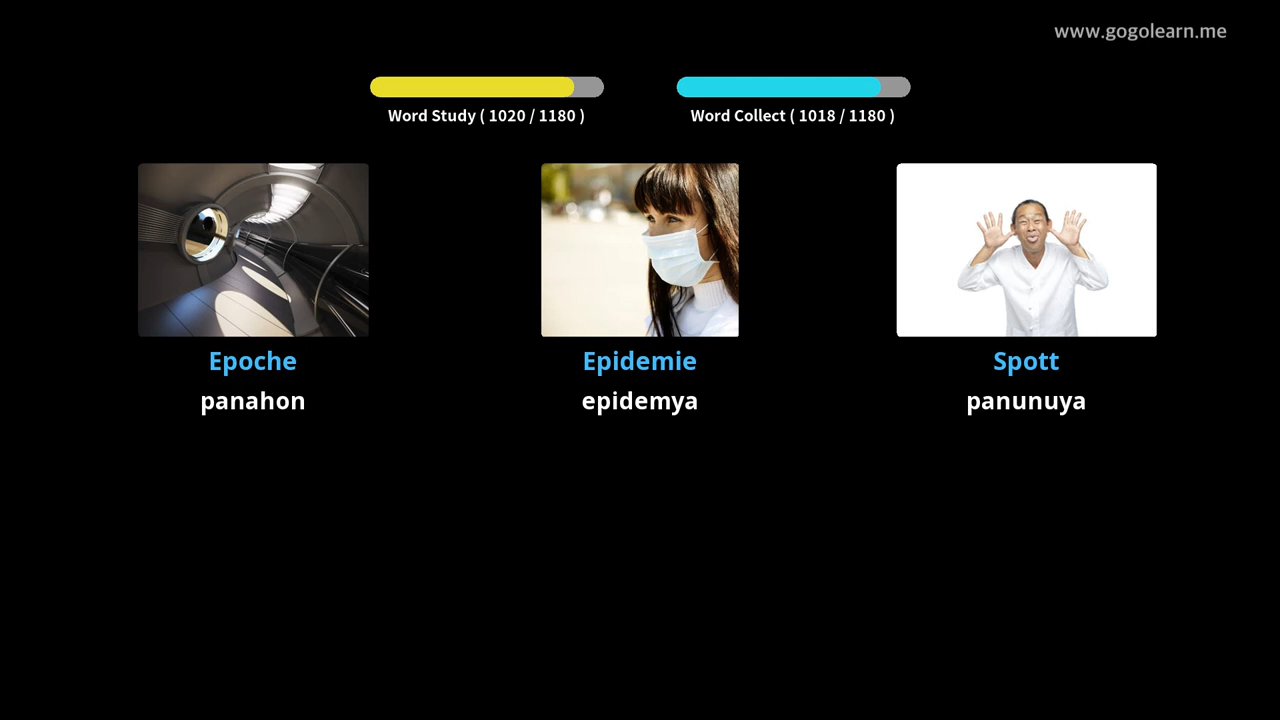 www.gogolearn.me
Word Study ( 1020 / 1180 )
Word Collect ( 1018 / 1180 )
Epoche
Epidemie
Spott
panahon
epidemya
panunuya